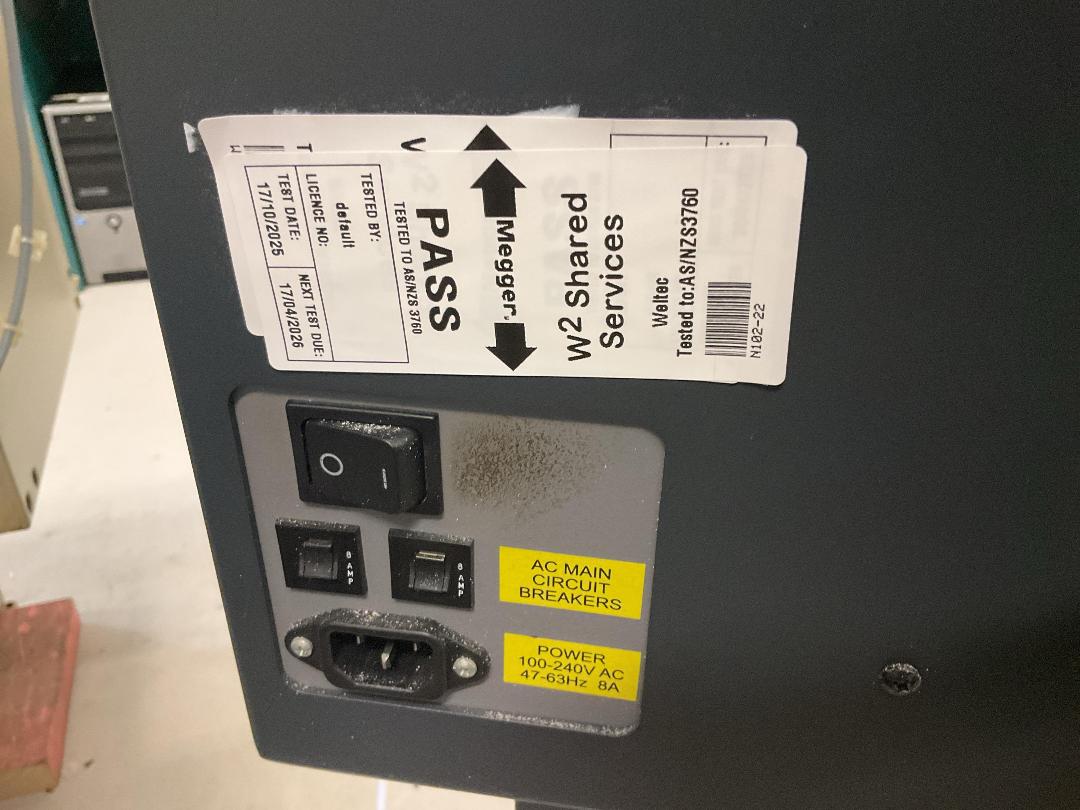 PASS
TESTED TO AS/NZS 3760
TESTED BY:
default
LICENCE NO:
TEST DATE:
17/10/2025
NEXT TEST DUE:
17/04/2026
Megger.
W2 Shared
Services
Weltec
Tested to:AS/NZS3760
N102-22
8 AMP
8 AMP
AC MAIN
CIRCUIT
BREAKERS
POWER
100-240V AC
47-63Hz 8A